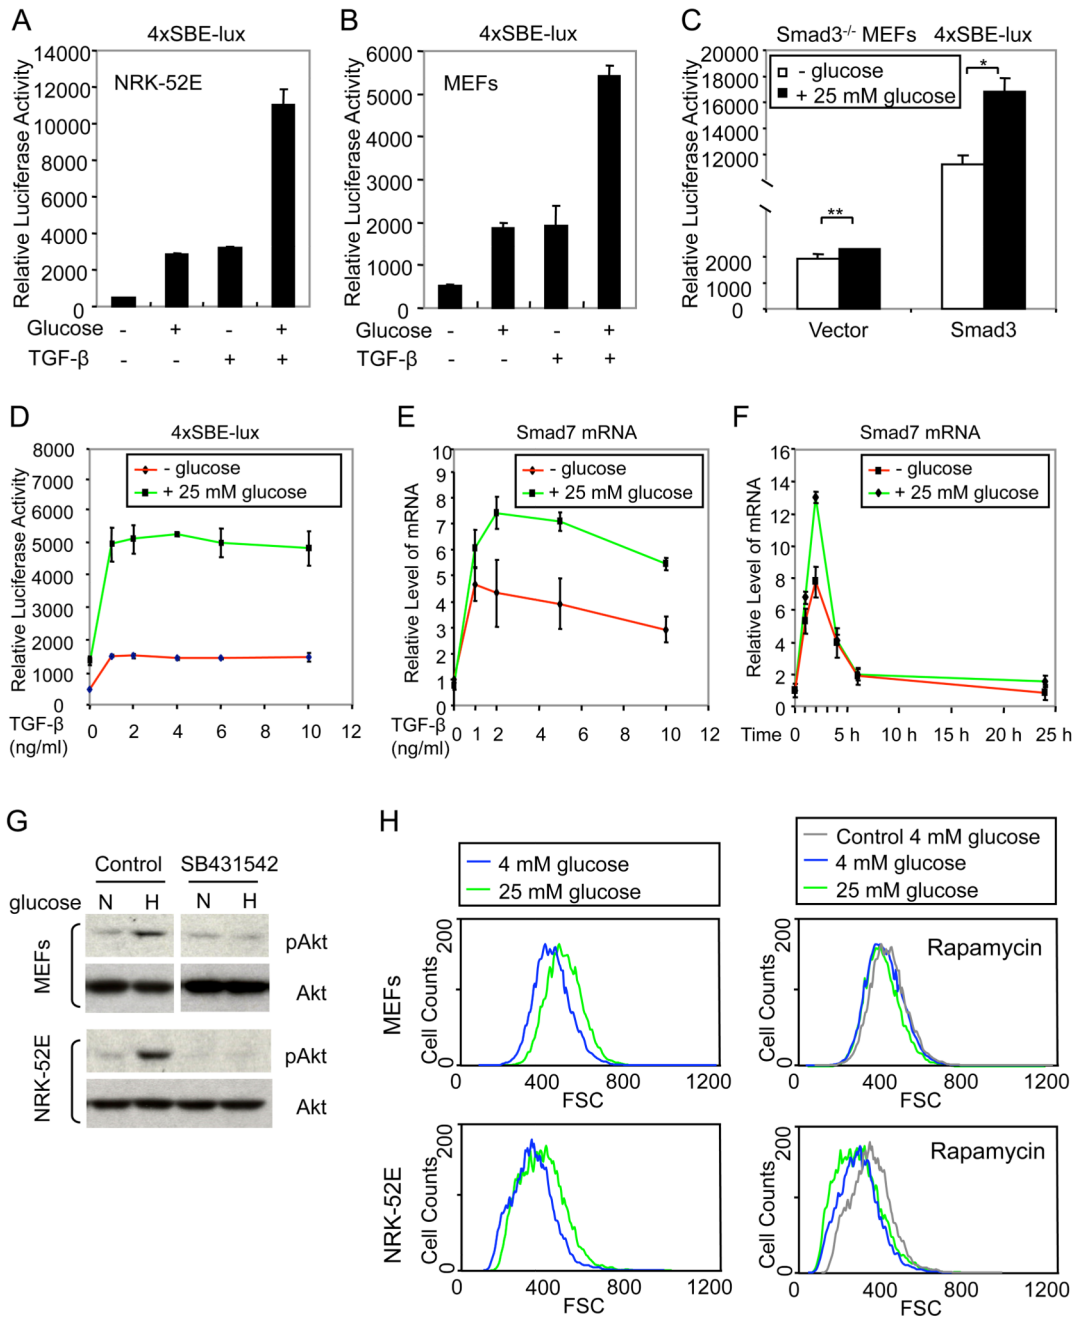 A
4xSBE-lux
Relative Luciferase Activity
14000
12000
10000
8000
6000
4000
2000
0
NRK-52E
Glucose - + - +
TGF-β - - + +
B
4xSBE-lux
Relative Luciferase Activity
6000
5000
4000
3000
2000
1000
0
MEFs
Glucose - + - +
TGF-β - - + +
C
Smad3-/- MEFs 4xSBE-lux
Relative Luciferase Activity
20000
18000
16000
14000
12000
2000
1000
0
- glucose
+ 25 mM glucose
*
**
Vector Smad3
D
4xSBE-lux
Relative Luciferase Activity
8000
7000
6000
5000
4000
3000
2000
1000
0
- glucose
+ 25 mM glucose
TGF-β
(ng/ml)
0 2 4 6 8 10 12
E
Smad7 mRNA
Relative Level of mRNA
10
9
8
7
6
5
4
3
2
1
0
- glucose
+ 25 mM glucose
TGF-β
(ng/ml)
0 1 2 4 6 8 10 12
F
Smad7 mRNA
Relative Level of mRNA
16
14
12
10
8
6
4
2
0
- glucose
+ 25 mM glucose
Time 0 5 h 10 h 15 h 20 h 25 h
G
Control SB431542
glucose N H N H
MEFs
pAkt
Akt
NRK-52E
pAkt
Akt
H
4 mM glucose
25 mM glucose
Control 4 mM glucose
4 mM glucose
25 mM glucose
MEFs
Cell Counts
200
0
0 400 800 1200
FSC
Rapamycin
Cell Counts
200
0
0 400 800 1200
FSC
NRK-52E
Cell Counts
200
0
0 400 800 1200
FSC
Rapamycin
Cell Counts
200
0
0 400 800 1200
FSC